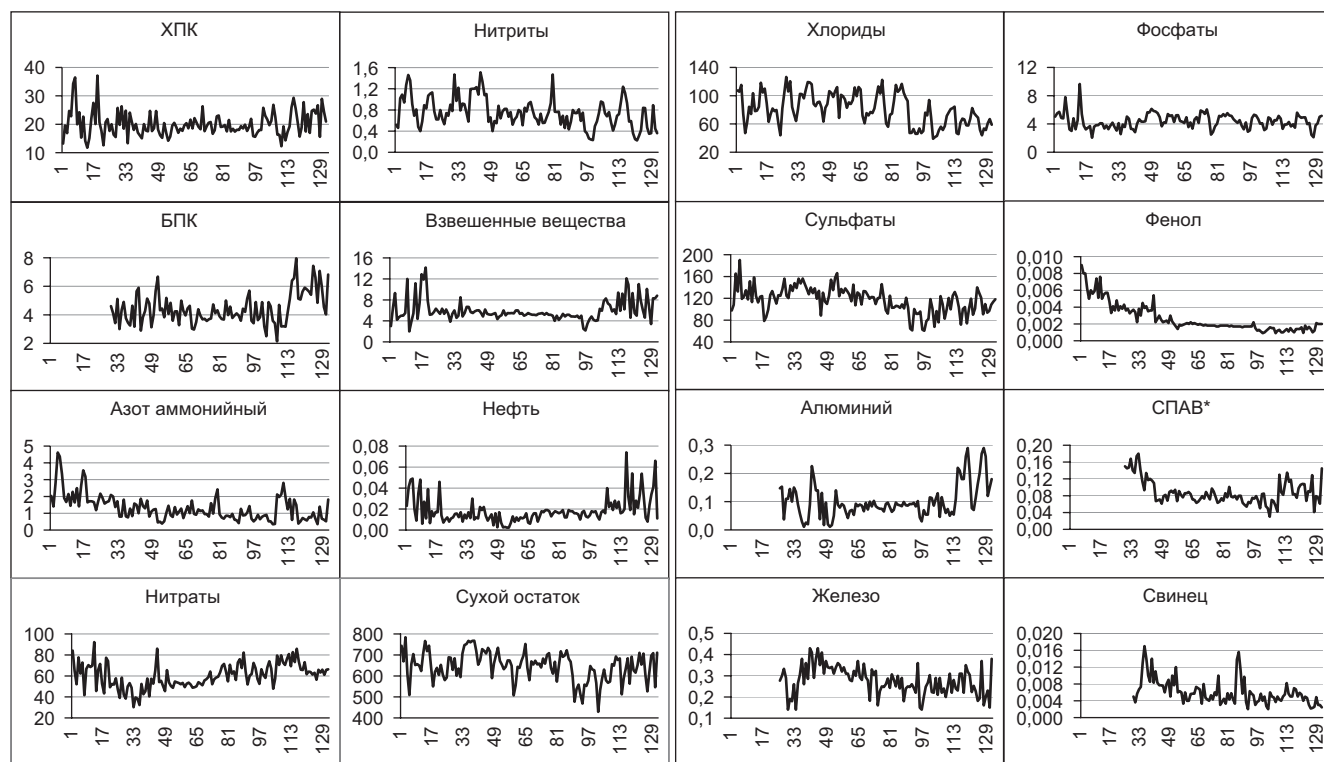 ХПК
40
30
20
10
1 17 33 49 65 81 97 113 129
Нитриты
1,6
1,2
0,8
0,4
0,0
1 17 33 49 65 81 97 113 129
Хлориды
140
100
60
20
1 17 33 49 65 81 97 113 129
Фосфаты
12
8
4
0
1 17 33 49 65 81 97 113 129
БПК
8
6
4
2
1 17 33 49 65 81 97 113 129
Взвешенные вещества
16
12
8
4
0
1 17 33 49 65 81 97 113 129
Сульфаты
200
160
120
80
40
1 17 33 49 65 81 97 113 129
Фенол
0,010
0,008
0,006
0,004
0,002
0,000
1 17 33 49 65 81 97 113 129
Азот аммонийный
5
4
3
2
1
0
1 17 33 49 65 81 97 113 129
Нефть
0,08
0,06
0,04
0,02
0,00
1 17 33 49 65 81 97 113 129
Алюминий
0,3
0,2
0,1
0,0
1 17 33 49 65 81 97 113 129
СПАВ*
0,20
0,16
0,12
0,08
0,04
0,00
1 17 33 49 65 81 97 113 129
Нитраты
100
80
60
40
20
1 17 33 49 65 81 97 113 129
Сухой остаток
800
700
600
500
400
1 17 33 49 65 81 97 113 129
Железо
0,5
0,4
0,3
0,2
0,1
1 17 33 49 65 81 97 113 129
Свинец
0,020
0,016
0,012
0,008
0,004
0,000
1 17 33 49 65 81 97 113 129